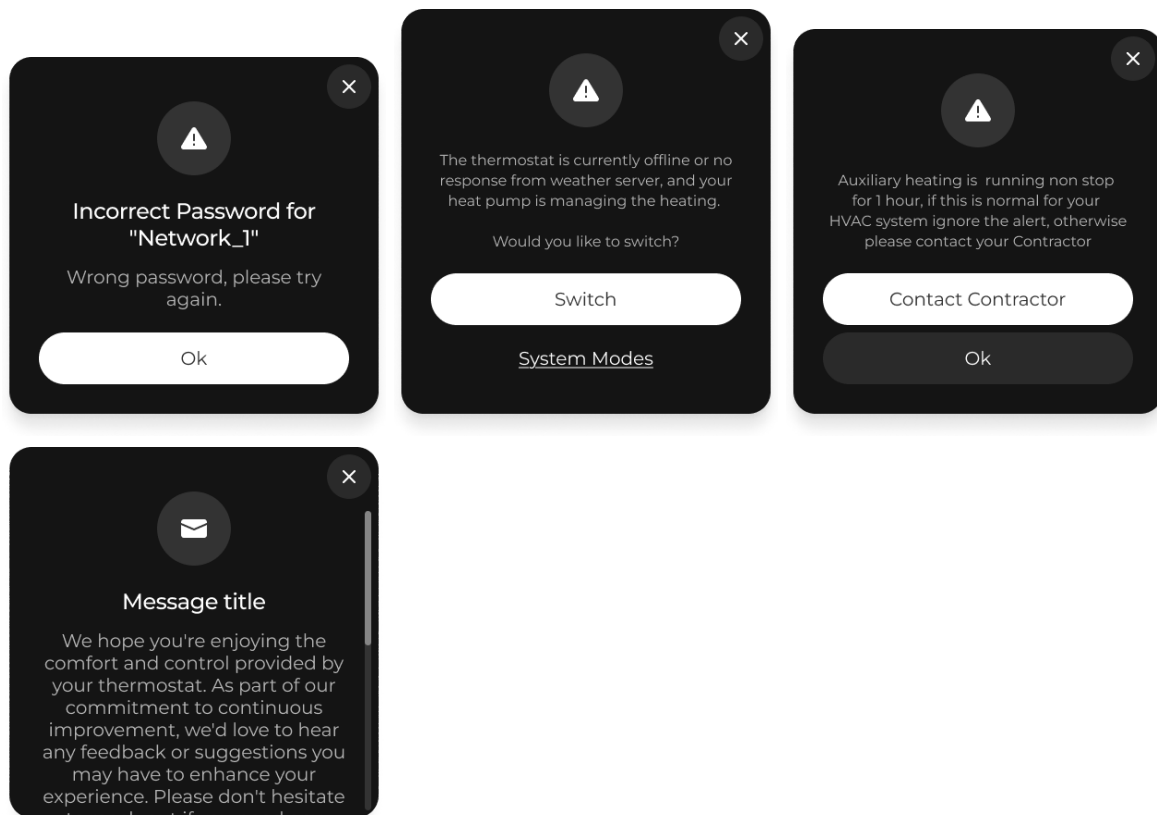 Incorrect Password for
"Network_1"
Wrong password, please try
again.
Ok
The thermostat is currently offline or no
response from weather server, and your
heat pump is managing the heating.
Would you like to switch?
Switch
System Modes
Auxiliary heating is  running non stop
for 1 hour, if this is normal for your
HVAC system ignore the alert, otherwise
please contact your Contractor
Contact Contractor
Ok
Message title
We hope you're enjoying the
comfort and control provided by
your thermostat. As part of our
commitment to continuous
improvement, we'd love to hear
any feedback or suggestions you
may have to enhance your
experience. Please don't hesitate